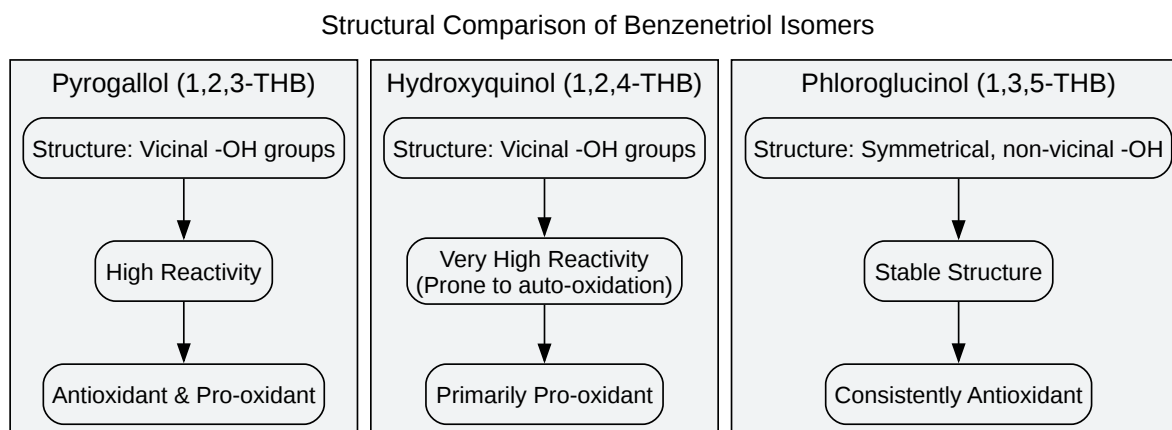 Structural Comparison of Benzenetriol Isomers
Pyrogallol (1,2,3-THB)
Structure: Vicinal -OH groups
High Reactivity
Antioxidant & Pro-oxidant
Hydroxyquinol (1,2,4-THB)
Structure: Vicinal -OH groups
Very High Reactivity
(Prone to auto-oxidation)
Primarily Pro-oxidant
Phloroglucinol (1,3,5-THB)
Structure: Symmetrical, non-vicinal -OH
Stable Structure
Consistently Antioxidant